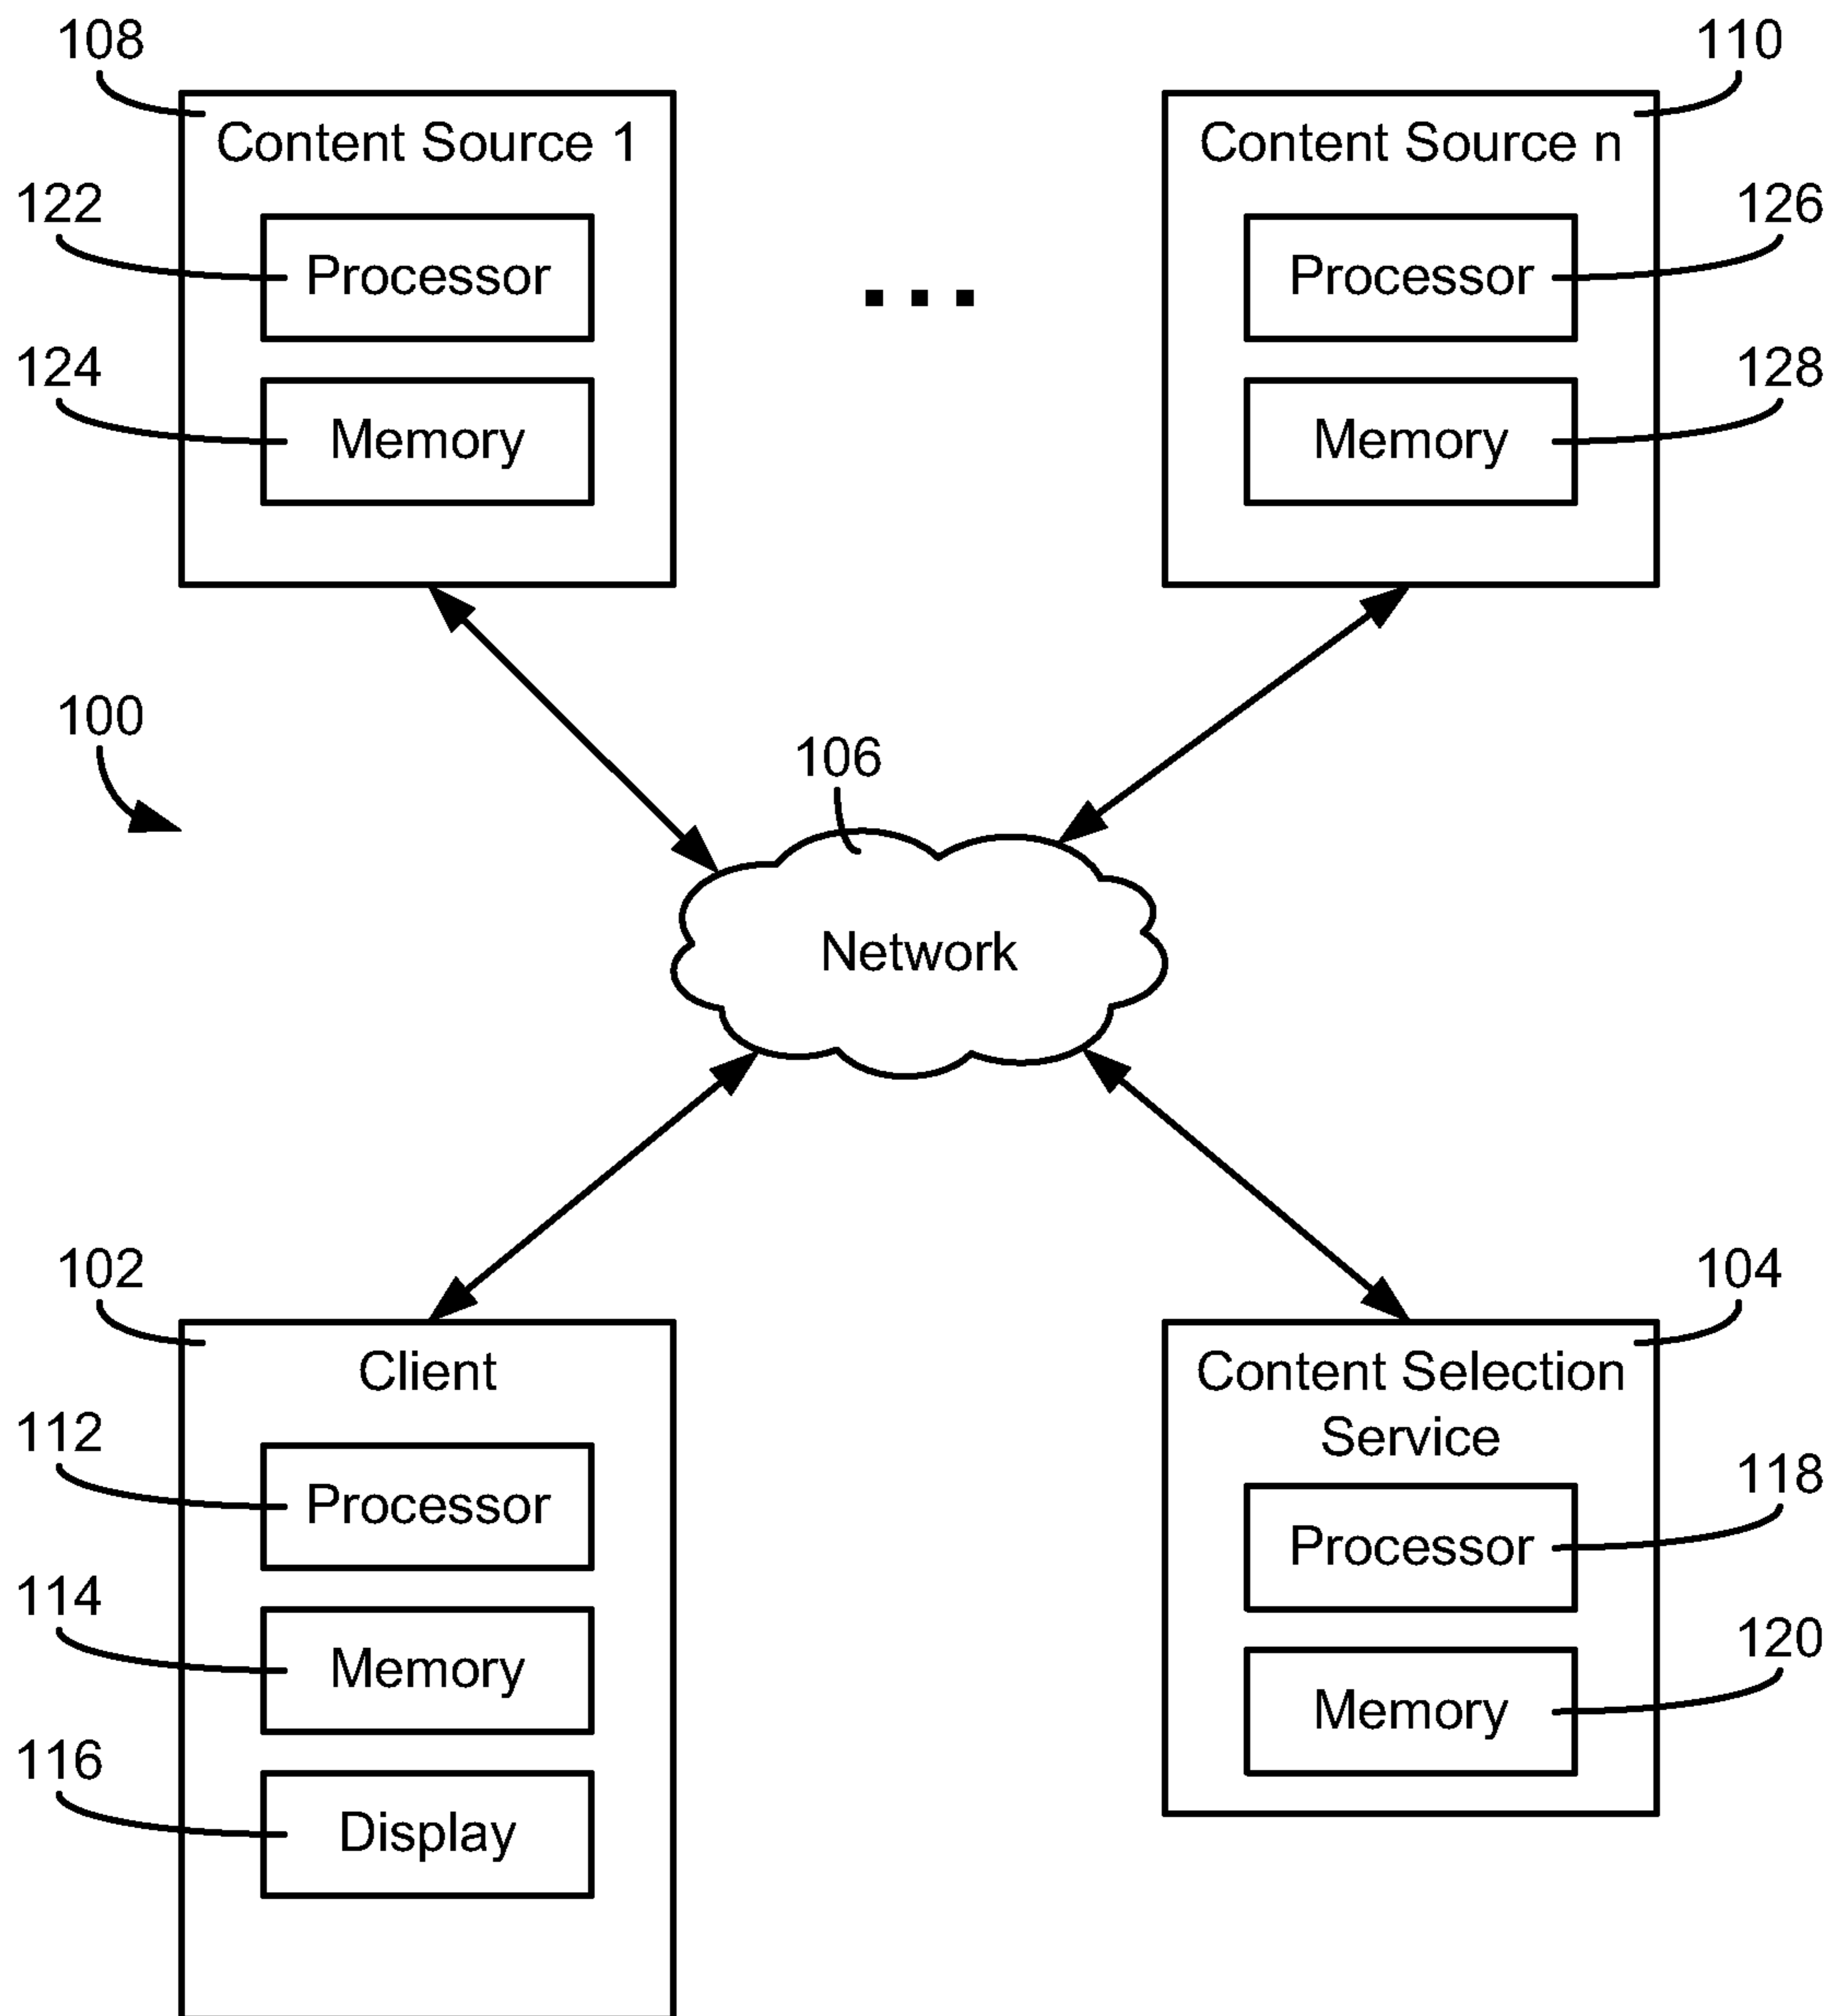 108
110
Content Source 1
Content Source n
122
126
Processor
Processor
124
128
Memory
Memory
100
106
Network
102
104
Client
Content Selection
Service
112
118
Processor
Processor
114
120
Memory
Memory
116
Display